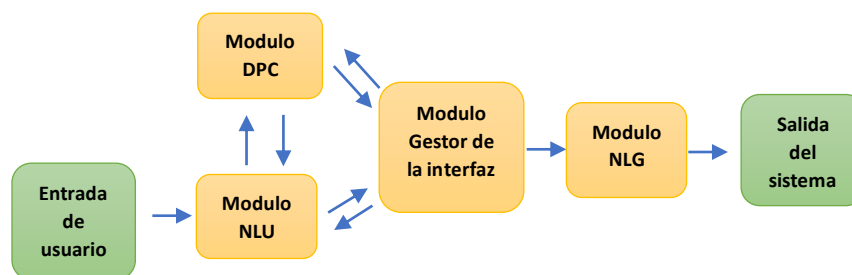 Modulo
DPC
Modulo
Gestor de
la interfaz
Modulo
NLG
Salida
del
sistema
Entrada
de
usuario
Modulo
NLU